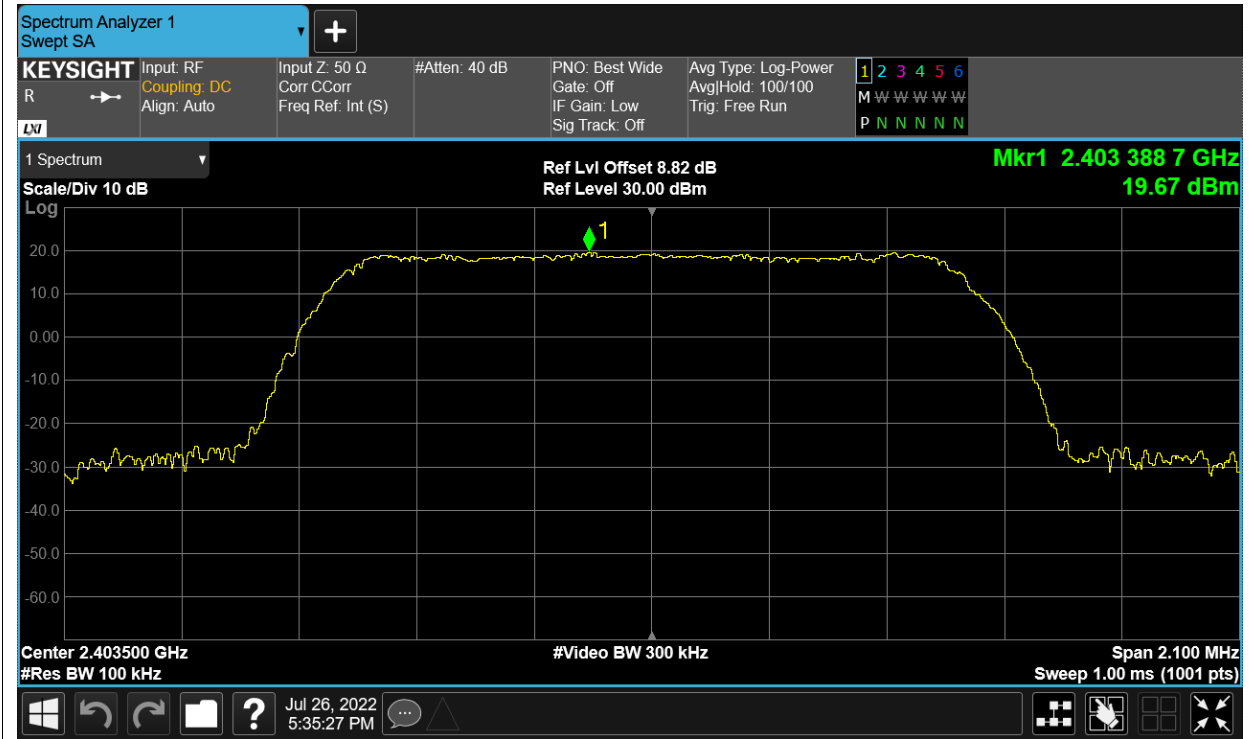 Spectrum Analyzer 1
Swept SA
KEYSIGHT
R
LXI
Input: RF
Coupling: DC
Align: Auto
Input Z: 50 Ω
Corr CCorr
Freq Ref: Int (S)
#Atten: 40 dB
PNO: Best Wide
Gate: Off
IF Gain: Low
Sig Track: Off
Avg Type: Log-Power
Avg|Hold: 100/100
Trig: Free Run
1 2 3 4 5 6
M W W W W W
P N N N N N
1 Spectrum
Scale/Div 10 dB
Ref Lvl Offset 8.82 dB
Ref Level 30.00 dBm
Mkr1 2.403 388 7 GHz
19.67 dBm
Log
1
20.0
10.0
0.00
-10.0
-20.0
-30.0
-40.0
-50.0
-60.0
Center 2.403500 GHz
#Video BW 300 kHz
Span 2.100 MHz
#Res BW 100 kHz
Sweep 1.00 ms (1001 pts)
?
Jul 26, 2022
5:35:27 PM